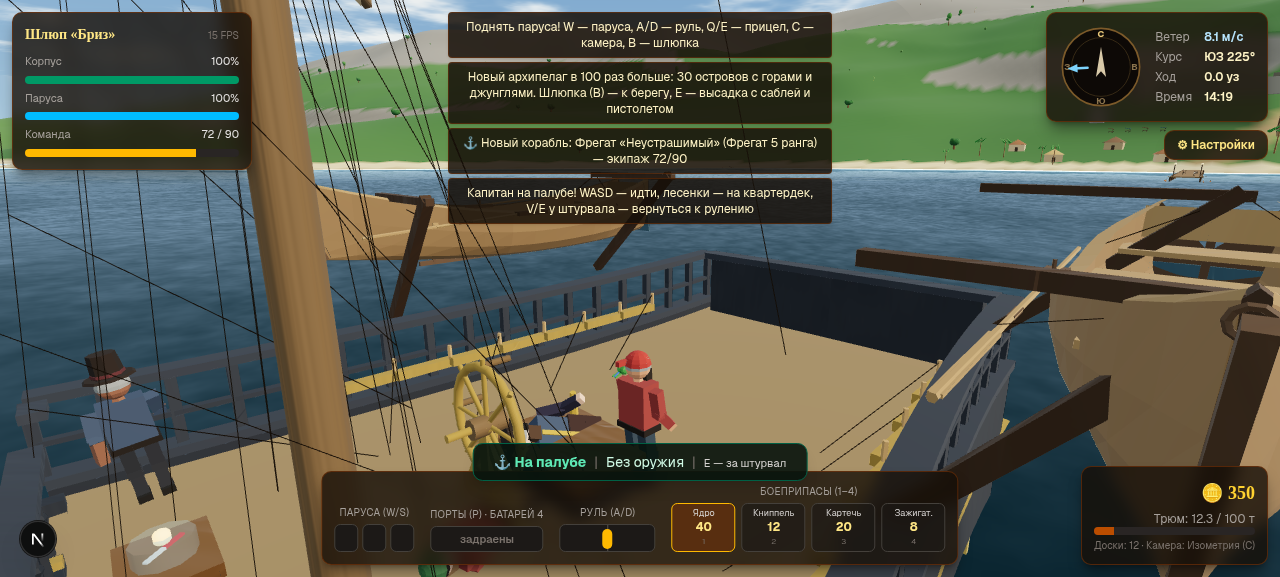 Шлюп «Бриз»
15 FPS
Корпус 100%
Паруса 100%
Команда 72 / 90
Поднять паруса! W — паруса, A/D — руль, Q/E — прицел, C —
камера, B — шлюпка
Новый архипелаг в 100 раз больше: 30 островов с горами и
джунглями. Шлюпка (B) — к берегу, E — высадка с саблей и
пистолетом
⚓ Новый корабль: Фрегат «Неустрашимый» (Фрегат 5 ранга)
— экипаж 72/90
Капитан на палубе! WASD — идти, лесенки — на квартердек,
V/E у штурвала — вернуться к рулению
С
З
В
Ю
Ветер 8.1 м/с
Курс ЮЗ 225°
Ход 0.0 уз
Время 14:19
⚙ Настройки
⚓ На палубе | Без оружия | E — за штурвал
ПАРУСА (W/S)
ПОРТЫ (P) · БАТАРЕЙ 4
задраены
РУЛЬ (A/D)
БОЕПРИПАСЫ (1–4)
Ядро
40
1
Книппель
12
2
Картечь
20
3
Зажигат.
8
4
🪙 350
Трюм: 12.3 / 100 т
Доски: 12 · Камера: Изометрия (C)
N